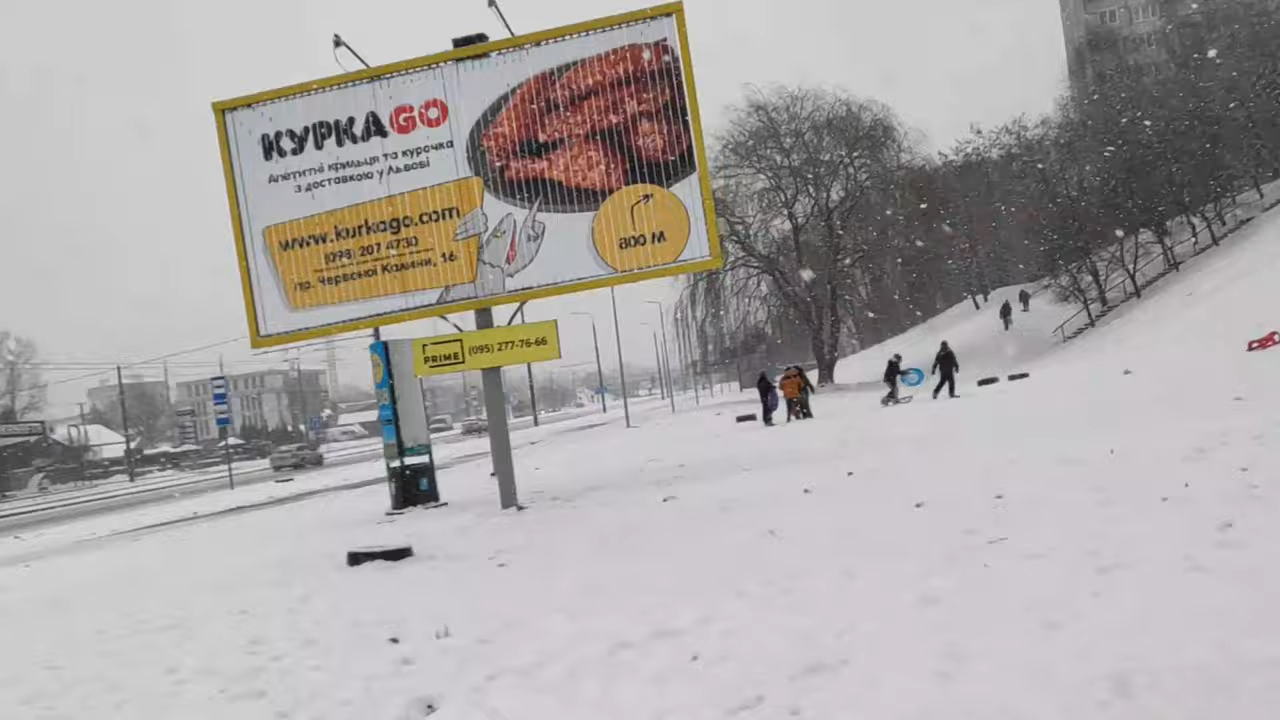 КУРКАGO
Апетитні крильця та курочка
з доставкою у Львові
www.kurkago.com
(098) 207 4730
пр. Червоної Калини, 16
800 м
PRIME (095) 277-76-66